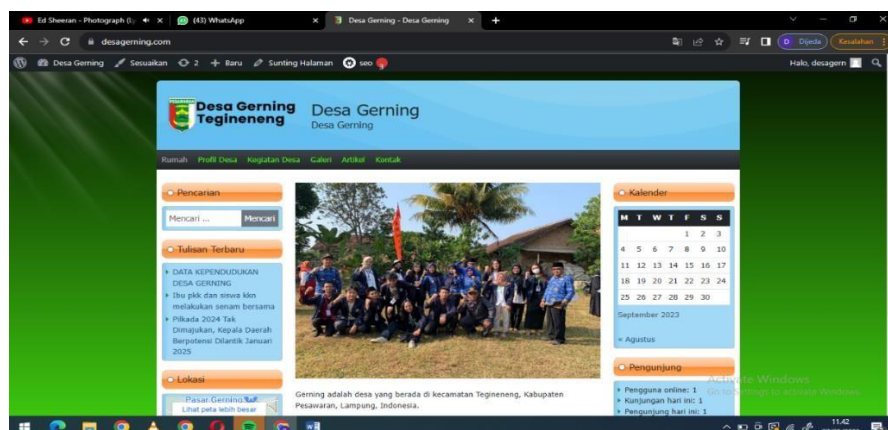 Ed Sheeran - Photograph (Ly
(43) WhatsApp
Desa Gerning - Desa Gerning
desagerning.com
D Dijeda
Kesalahan
Desa Gerning Sesuaikan 2 Baru Sunting Halaman seo
Halo, desagern
Desa Gerning
Tegineneng
Desa Gerning
Desa Gerning
Rumah Profil Desa Kegiatan Desa Galeri Artikel Kontak
Pencarian
Mencari ... Mencari
Tulisan Terbaru
DATA KEPENDUDUKAN
DESA GERNING
Ibu pkk dan siswa kkn
melakukan senam bersama
Pilkada 2024 Tak
Dimajukan, Kepala Daerah
Berpotensi Dilantik Januari
2025
Lokasi
Pasar Gerning
Lihat peta lebih besar
Gerning adalah desa yang berada di kecamatan Tegineneng, Kabupaten
Pesawaran, Lampung, Indonesia.
Kalender
M T W T F S S
1 2 3
4 5 6 7 8 9 10
11 12 13 14 15 16 17
18 19 20 21 22 23 24
25 26 27 28 29 30
September 2023
« Agustus
Pengunjung
Pengguna online: 1
Kunjungan hari ini: 1
Pengunjung hari ini: 1
Activate Windows
Go to Settings to activate Windows.
11.42